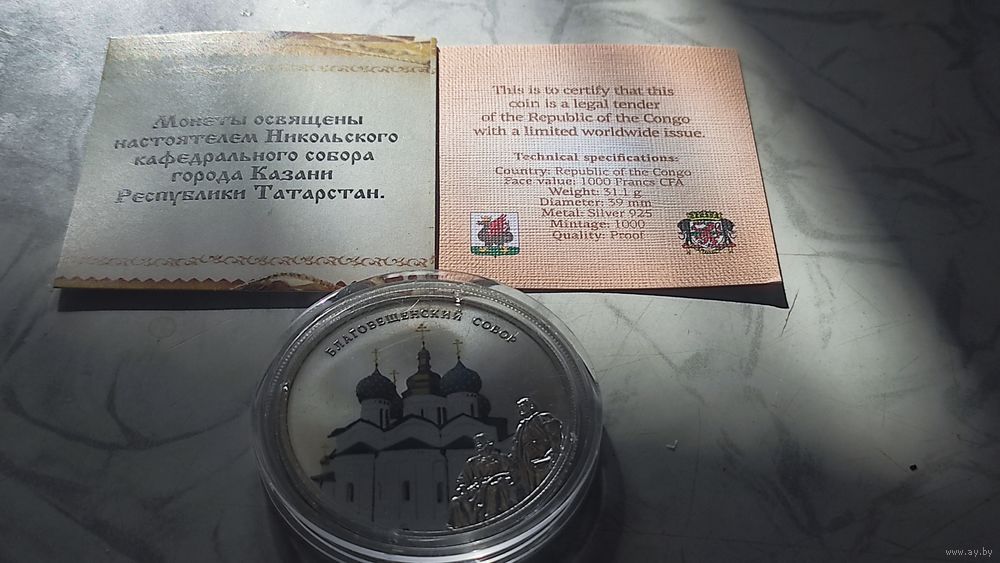 Монеты освящены
настоятелем Никольского
кафедрального собора
города Казани
Республики Татарстан.
This is to certify that this
coin is a legal tender
of the Republic of the Congo
with a limited worldwide issue.
Technical specifications:
Country: Republic of the Congo
Face value: 1000 Francs CFA
Weight: 31.1 g
Diameter: 39 mm
Metal: Silver 925
Mintage: 1000
Quality: Proof
БЛАГОВЕЩЕНСКИЙ СОБОР
www.ay.by